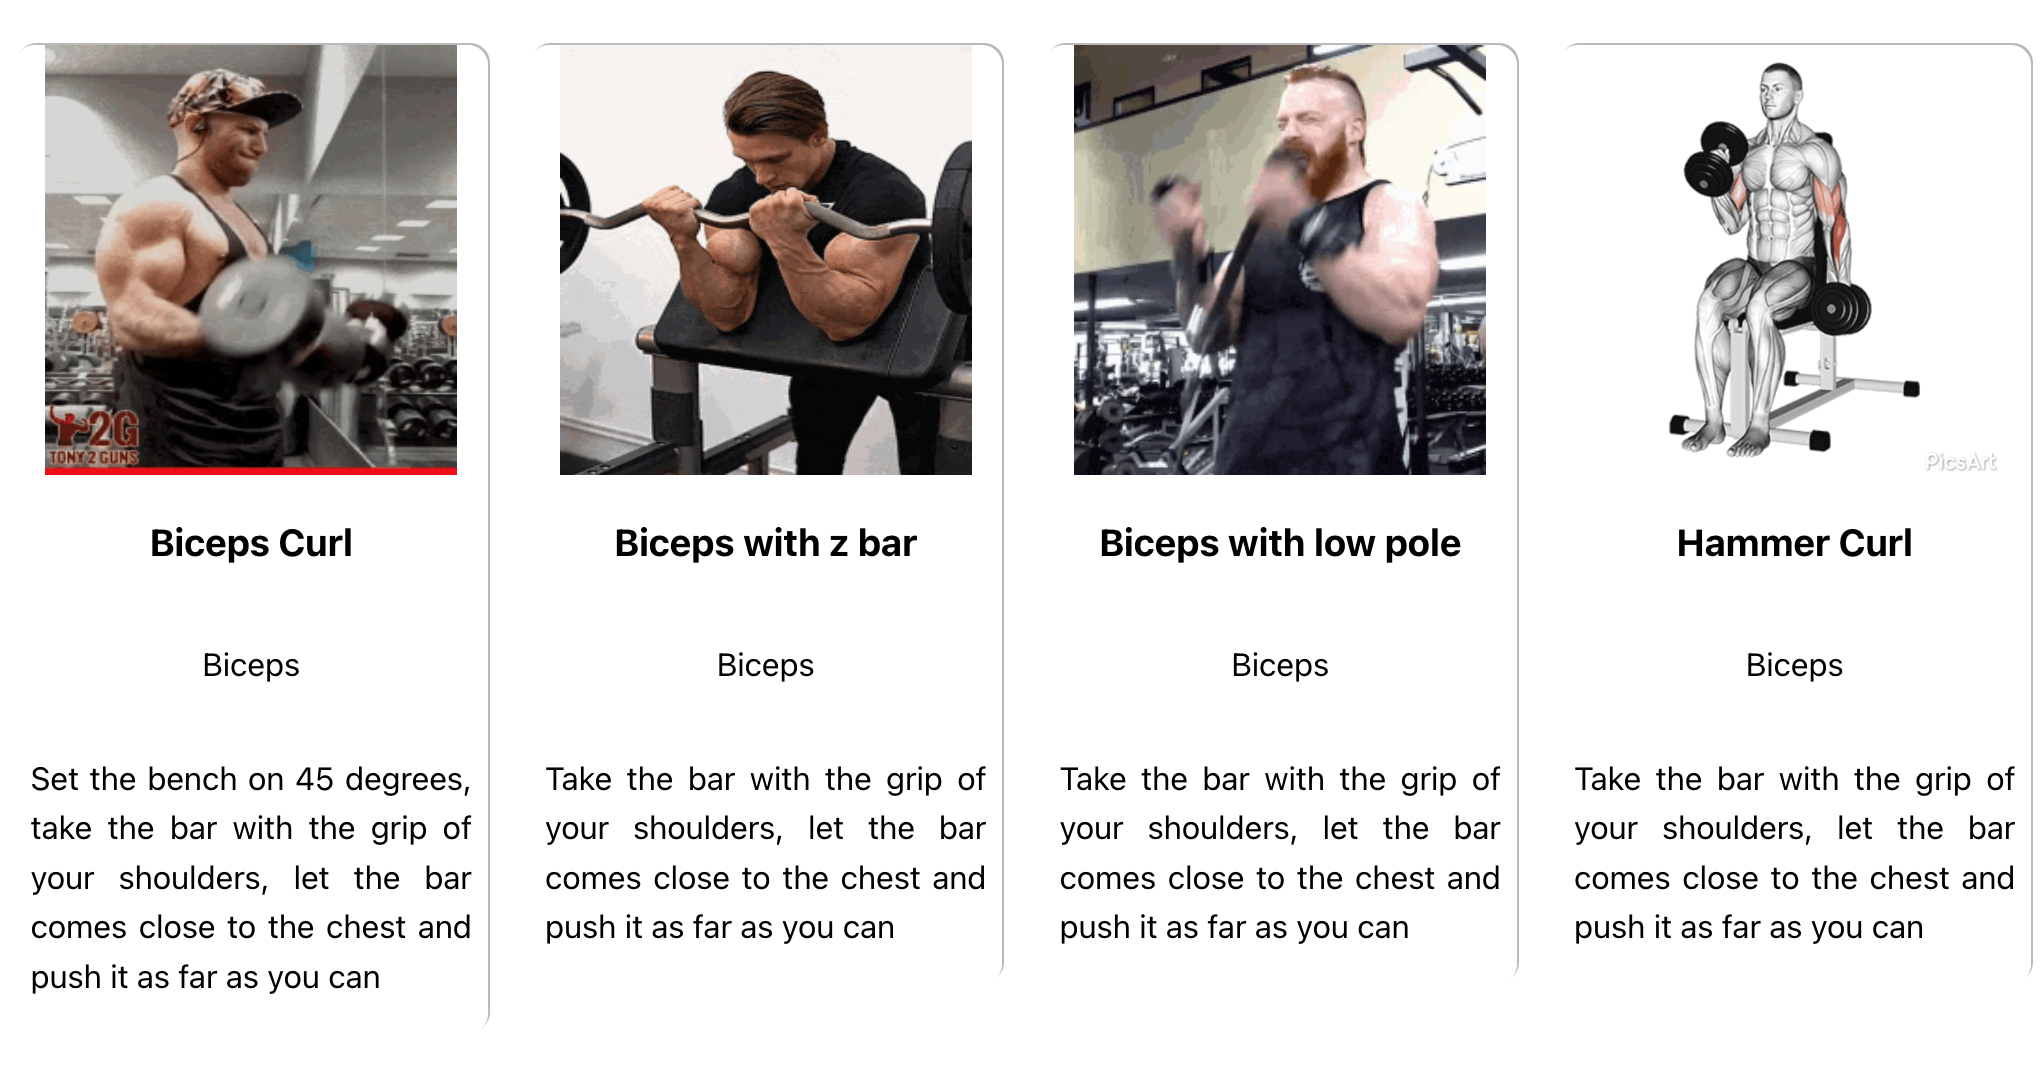 2G
TONY 2 GUNS
PicsArt
Biceps Curl
Biceps
Set the bench on 45 degrees,
take the bar with the grip of
your shoulders, let the bar
comes close to the chest and
push it as far as you can
Biceps with z bar
Biceps
Take the bar with the grip of
your shoulders, let the bar
comes close to the chest and
push it as far as you can
Biceps with low pole
Biceps
Take the bar with the grip of
your shoulders, let the bar
comes close to the chest and
push it as far as you can
Hammer Curl
Biceps
Take the bar with the grip of
your shoulders, let the bar
comes close to the chest and
push it as far as you can